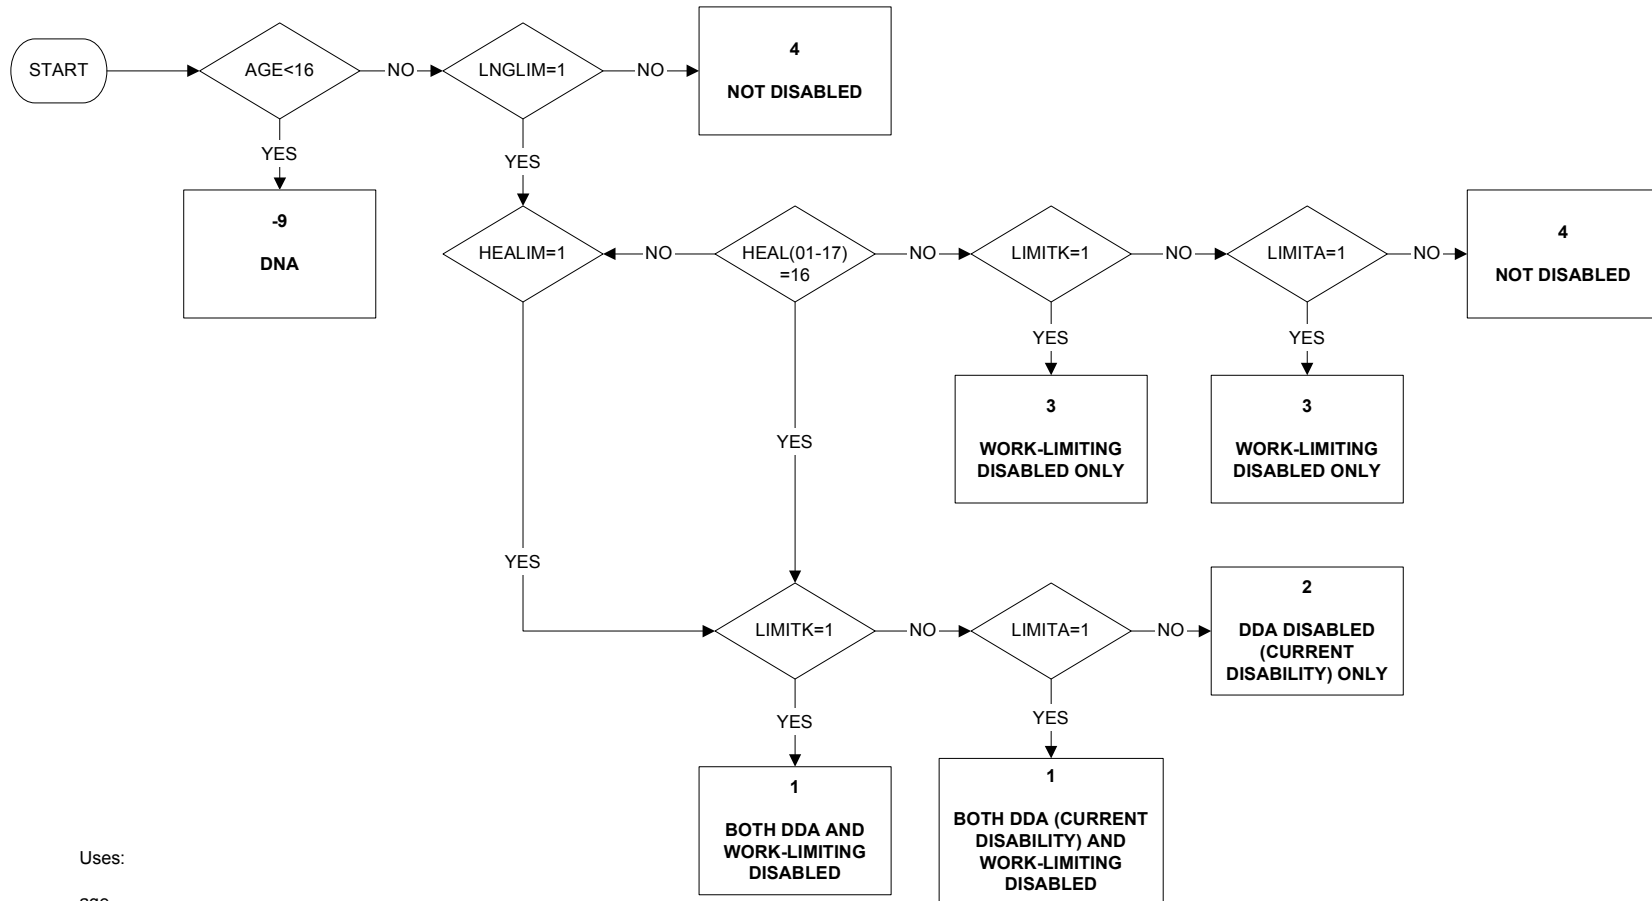 START
AGE<16
NO
LNGLIM=1
NO
4
NOT DISABLED
YES
YES
-9
DNA
HEALIM=1
NO
HEAL(01-17)
=16
NO
LIMITK=1
NO
LIMITA=1
NO
4
NOT DISABLED
YES
YES
3
WORK-LIMITING
DISABLED ONLY
3
WORK-LIMITING
DISABLED ONLY
YES
YES
LIMITK=1
NO
LIMITA=1
NO
2
DDA DISABLED
(CURRENT
DISABILITY) ONLY
YES
YES
1
BOTH DDA AND
WORK-LIMITING
DISABLED
1
BOTH DDA (CURRENT
DISABILITY) AND
WORK-LIMITING
DISABLED
Uses:
age